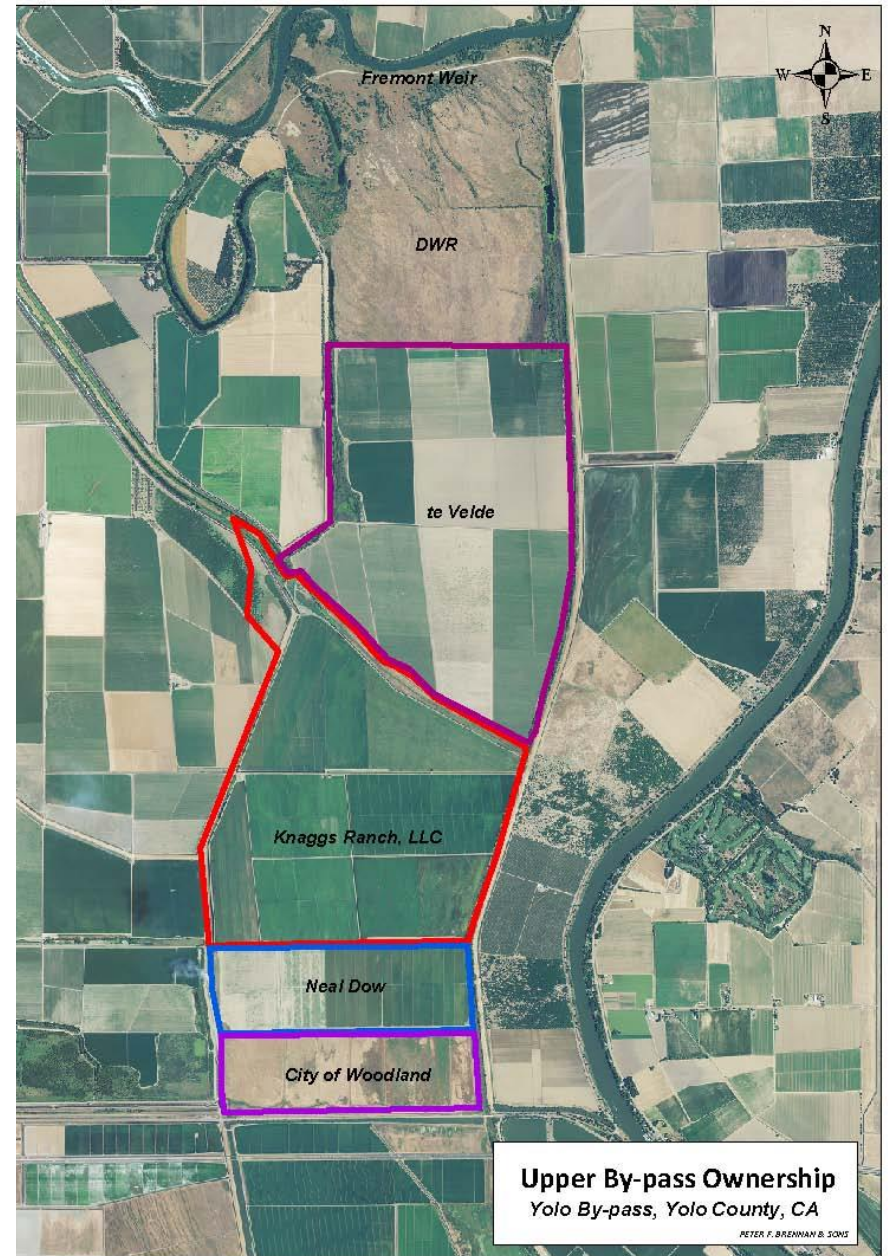 N
W E
S
Fremont Weir
DWR
te Velde
Knaggs Ranch, LLC
Neal Dow
City of Woodland
Upper By-pass Ownership
Yolo By-pass, Yolo County, CA
PETER F. BRENNAN & SONS